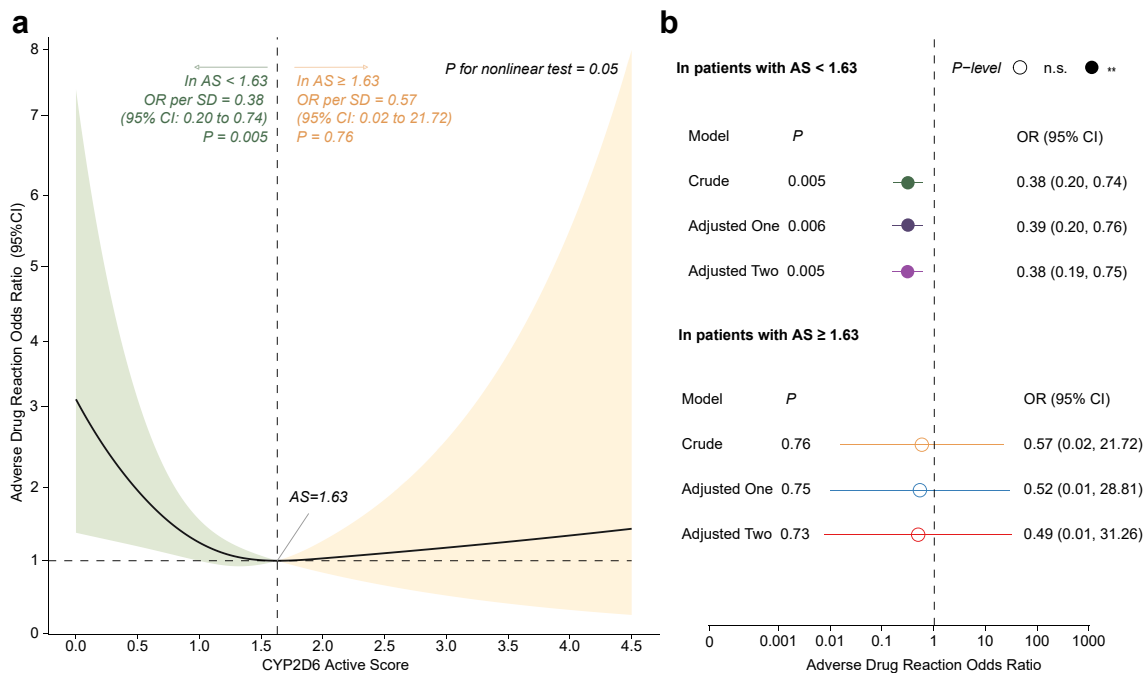 a
Adverse Drug Reaction Odds Ratio (95%CI)
8
7
6
5
4
3
2
1
0
In AS < 1.63
OR per SD = 0.38
(95% CI: 0.20 to 0.74)
P = 0.005
In AS ≥ 1.63
OR per SD = 0.57
(95% CI: 0.02 to 21.72)
P = 0.76
P for nonlinear test = 0.05
AS=1.63
0.0 0.5 1.0 1.5 2.0 2.5 3.0 3.5 4.0 4.5
CYP2D6 Active Score
b
In patients with AS < 1.63
P−level n.s. **
Model P OR (95% CI)
Crude 0.005 0.38 (0.20, 0.74)
Adjusted One 0.006 0.39 (0.20, 0.76)
Adjusted Two 0.005 0.38 (0.19, 0.75)
In patients with AS ≥ 1.63
Model P OR (95% CI)
Crude 0.76 0.57 (0.02, 21.72)
Adjusted One 0.75 0.52 (0.01, 28.81)
Adjusted Two 0.73 0.49 (0.01, 31.26)
0 0.001 0.01 0.1 1 10 100 1000
Adverse Drug Reaction Odds Ratio